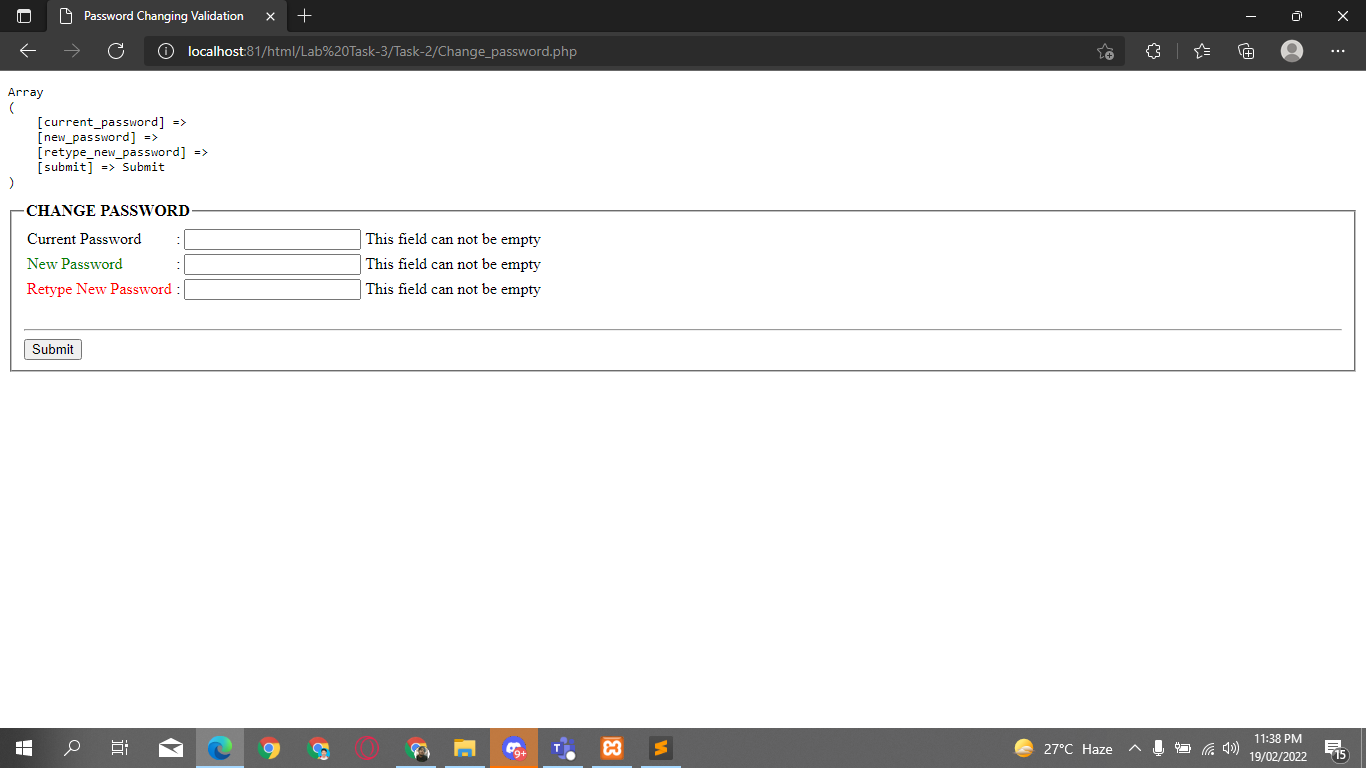 Password Changing Validation
localhost:81/html/Lab%20Task-3/Task-2/Change_password.php
Array
(
[current_password] =>
[new_password] =>
[retype_new_password] =>
[submit] => Submit
)
CHANGE PASSWORD
Current Password : This field can not be empty
New Password : This field can not be empty
Retype New Password : This field can not be empty
Submit
9+
27°C Haze
11:38 PM
19/02/2022
15